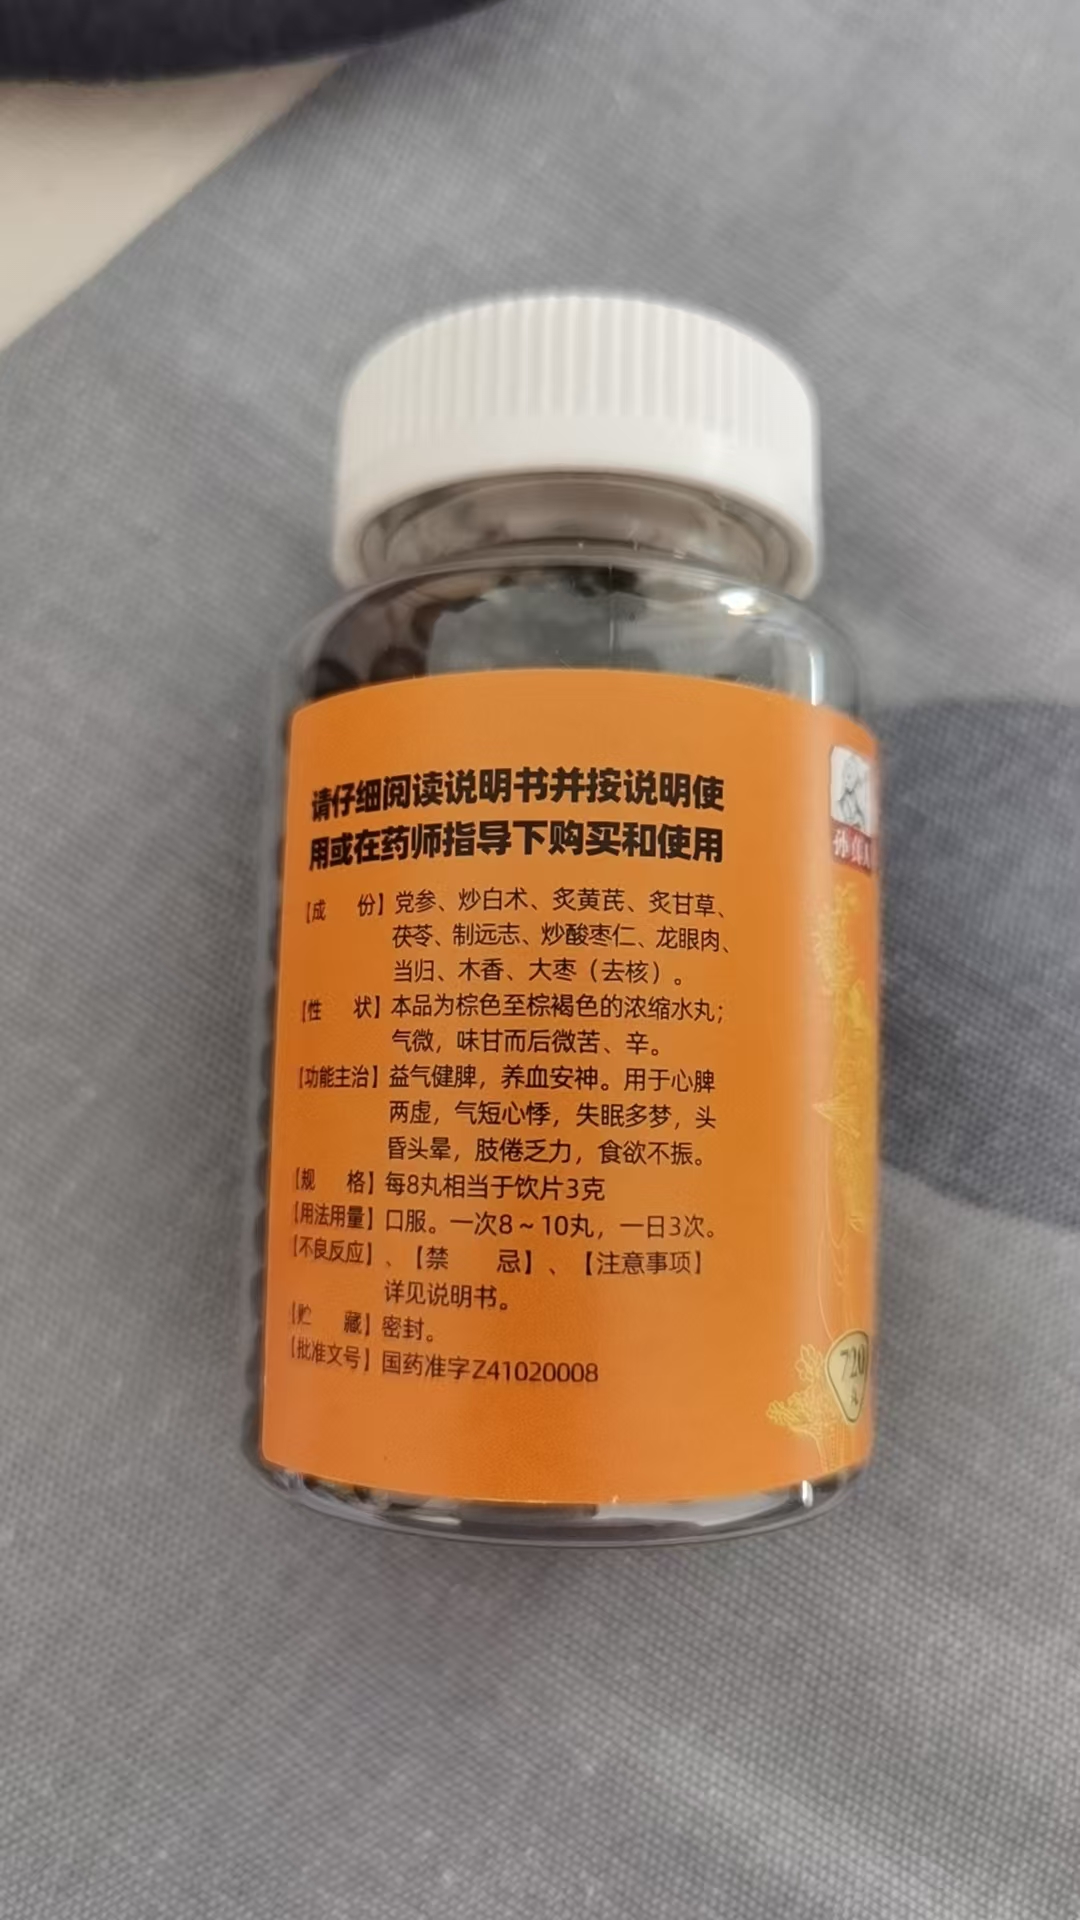 请仔细阅读说明书并按说明使
用或在药师指导下购买和使用
【成 份】党参、炒白术、炙黄芪、炙甘草、
茯苓、制远志、炒酸枣仁、龙眼肉、
当归、木香、大枣（去核）。
【性 状】本品为棕色至棕褐色的浓缩水丸；
气微，味甘而后微苦、辛。
【功能主治】益气健脾，养血安神。用于心脾
两虚，气短心悸，失眠多梦，头
昏头晕，肢倦乏力，食欲不振。
【规 格】每8丸相当于饮片3克
【用法用量】口服。一次8～10丸，一日3次。
【不良反应】、【禁 忌】、【注意事项】
详见说明书。
【贮 藏】密封。
【批准文号】国药准字Z41020008
720